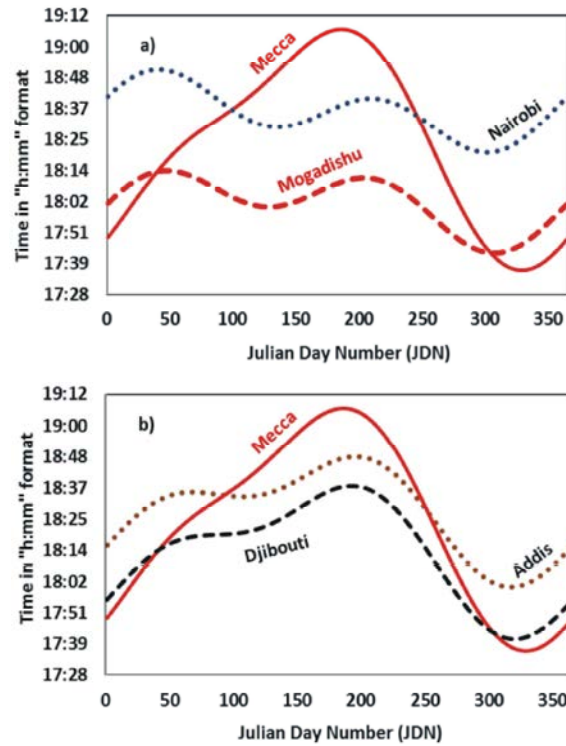 a)
19:12
19:00
18:48
18:37
18:25
18:14
18:02
17:51
17:39
17:28
Time in "h:mm" format
Mecca
Nairobi
Mogadishu
0 50 100 150 200 250 300 350
Julian Day Number (JDN)
b)
19:12
19:00
18:48
18:37
18:25
18:14
18:02
17:51
17:39
17:28
Time in "h:mm" format
Mecca
Addis
Djibouti
0 50 100 150 200 250 300 350
Julian Day Number (JDN)